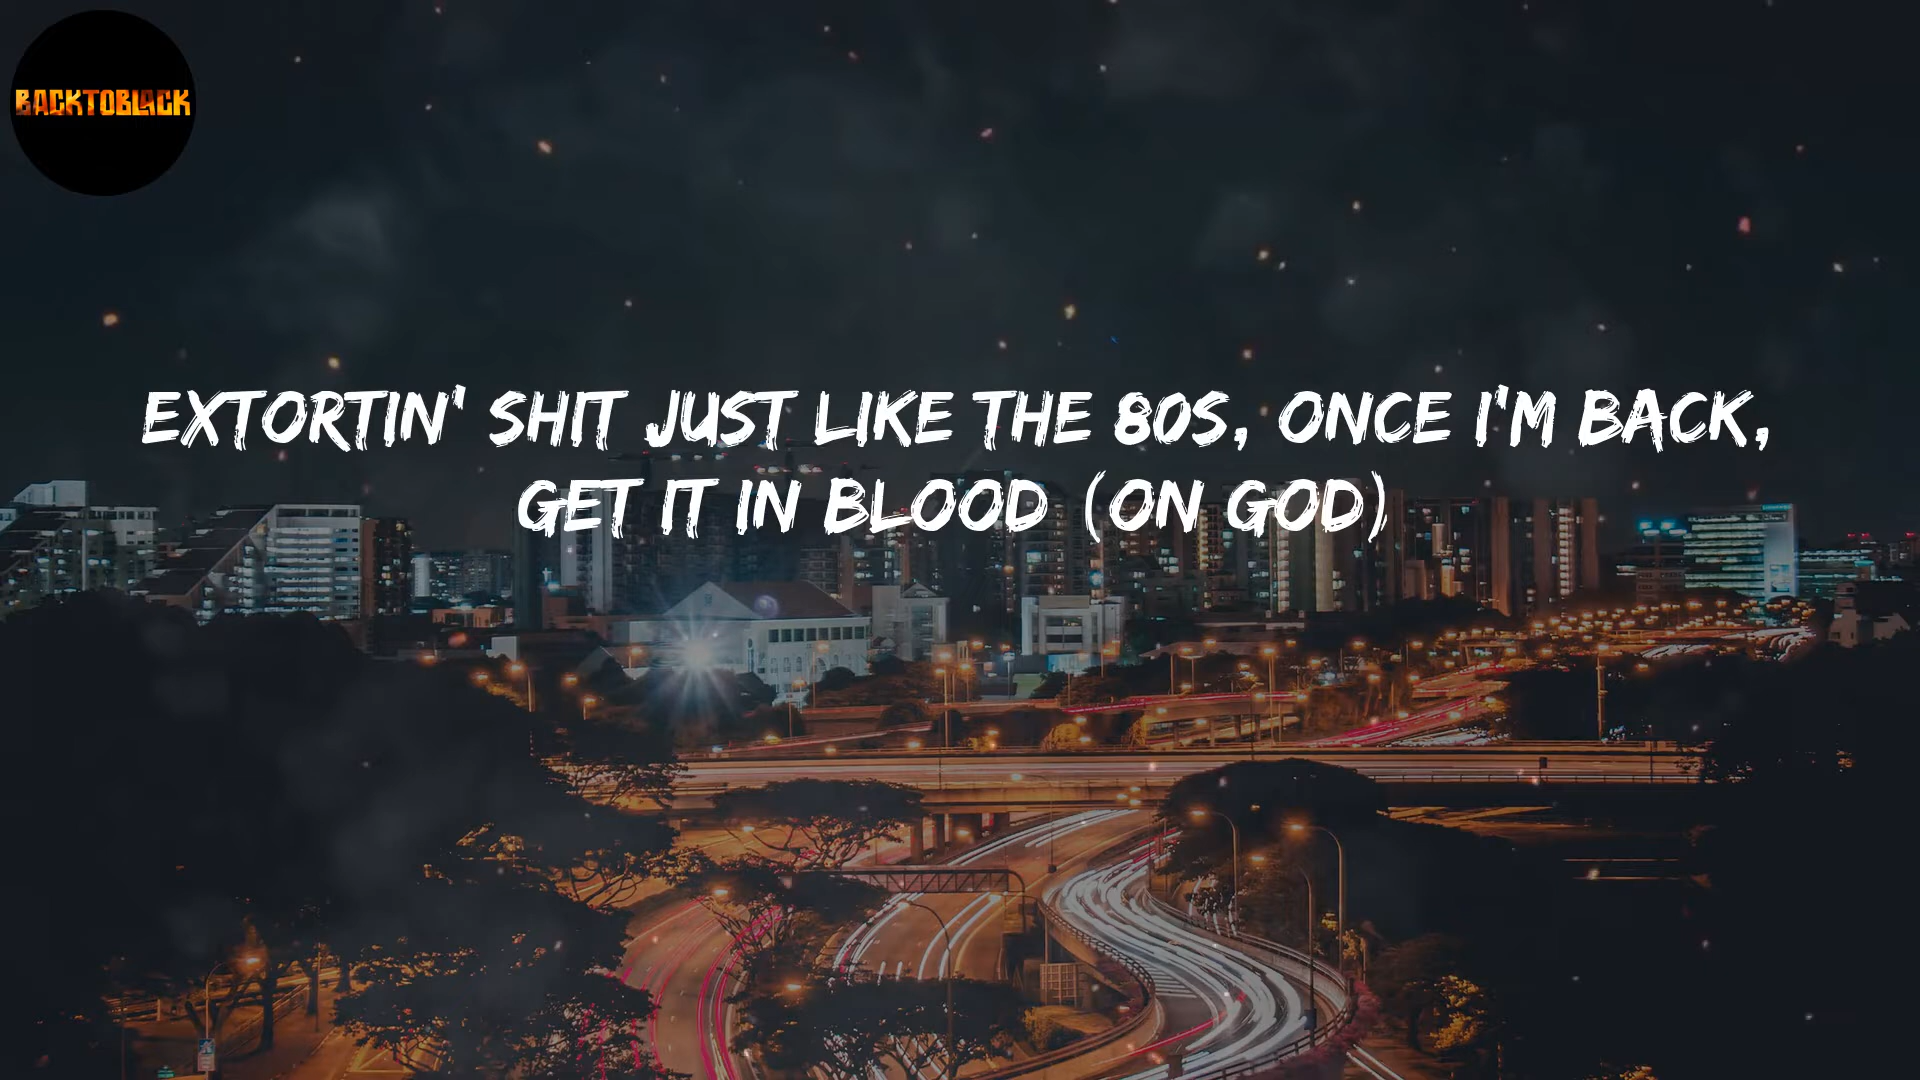 BACKTOBLACK
EXTORTIN' SHIT JUST LIKE THE 80S, ONCE I'M BACK,
GET IT IN BLOOD (ON GOD)